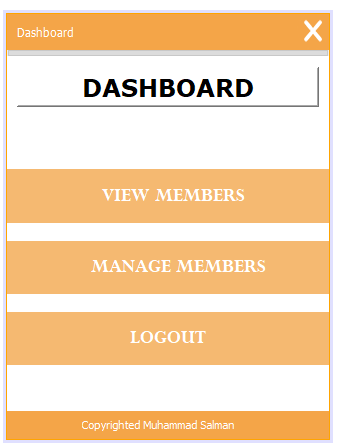 Dashboard
DASHBOARD
VIEW MEMBERS
MANAGE MEMBERS
LOGOUT
Copyrighted Muhammad Salman